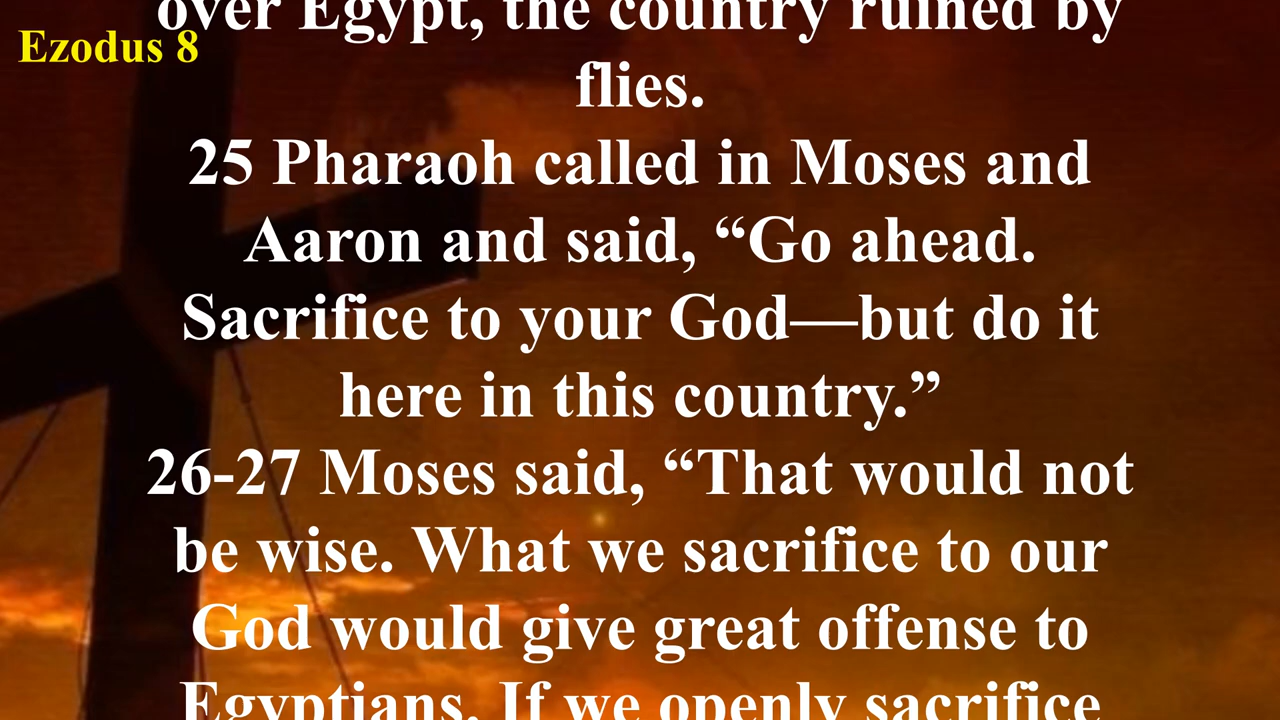 over Egypt, the country ruined by
Ezodus 8
flies.
25 Pharaoh called in Moses and
Aaron and said, “Go ahead.
Sacrifice to your God—but do it
here in this country.”
26-27 Moses said, “That would not
be wise. What we sacrifice to our
God would give great offense to
Egyptians. If we openly sacrifice